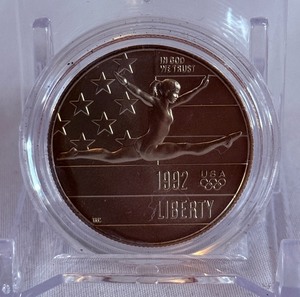 IN GOD
WE TRUST
1992
USA
LIBERTY